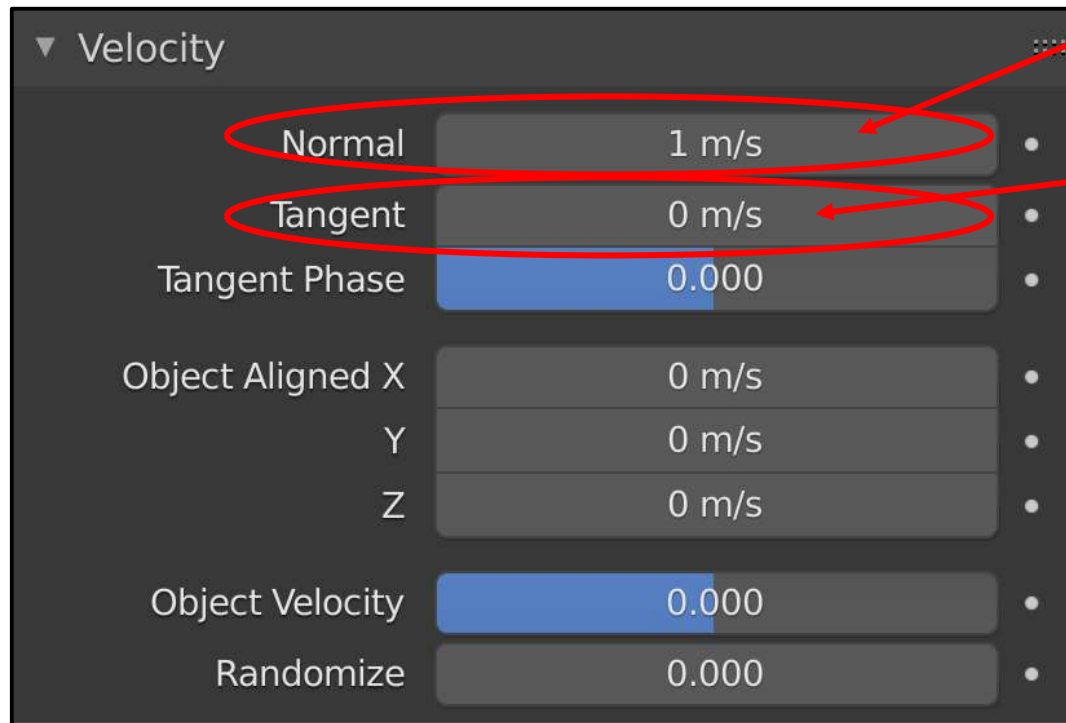 Velocity
Normal 1 m/s
Tangent 0 m/s
Tangent Phase 0.000
Object Aligned X 0 m/s
Y 0 m/s
Z 0 m/s
Object Velocity 0.000
Randomize 0.000